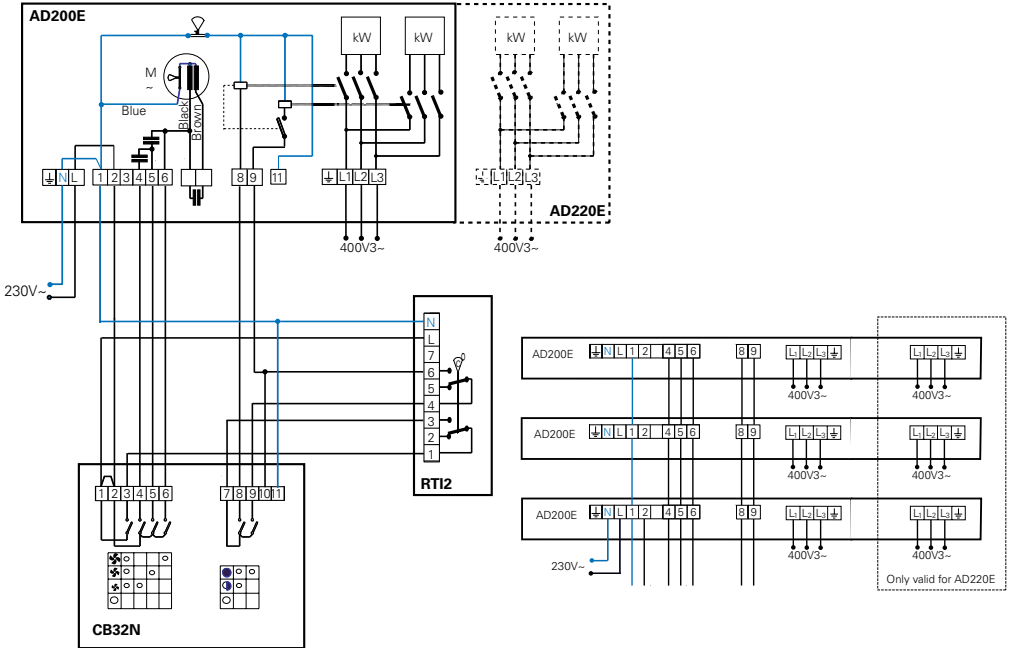 AD200E
kW kW kW kW
M
~
Blue
Black
Brown
N L 1 2 3 4 5 6 8 9 11 L1 L2 L3 L1 L2 L3
AD220E
400V3~ 400V3~
230V~
RTI2
N
L
7
6
5
4
3
2
1
CB32N
1 2 3 4 5 6 7 8 9 10 11
AD200E N L 1 2 4 5 6 8 9 L1 L2 L3 L1 L2 L3
400V3~ 400V3~
AD200E N L 1 2 4 5 6 8 9 L1 L2 L3 L1 L2 L3
400V3~ 400V3~
AD200E N L 1 2 4 5 6 8 9 L1 L2 L3 L1 L2 L3
400V3~ 400V3~
230V~
Only valid for AD220E